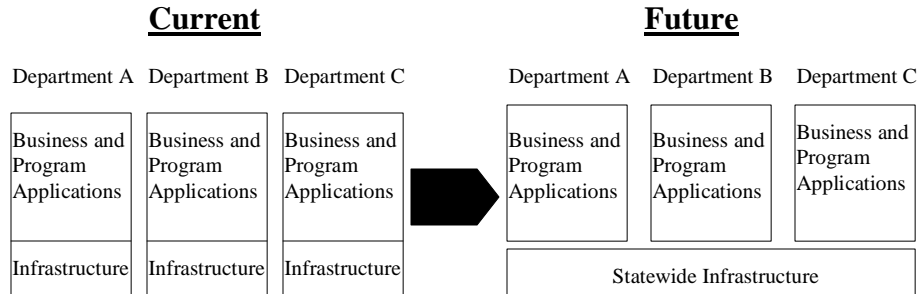 Current
Future
Department A
Department B
Department C
Department A
Department B
Department C
Business and
Program
Applications
Business and
Program
Applications
Business and
Program
Applications
Business and
Program
Applications
Business and
Program
Applications
Business and
Program
Applications
Infrastructure
Infrastructure
Infrastructure
Statewide Infrastructure